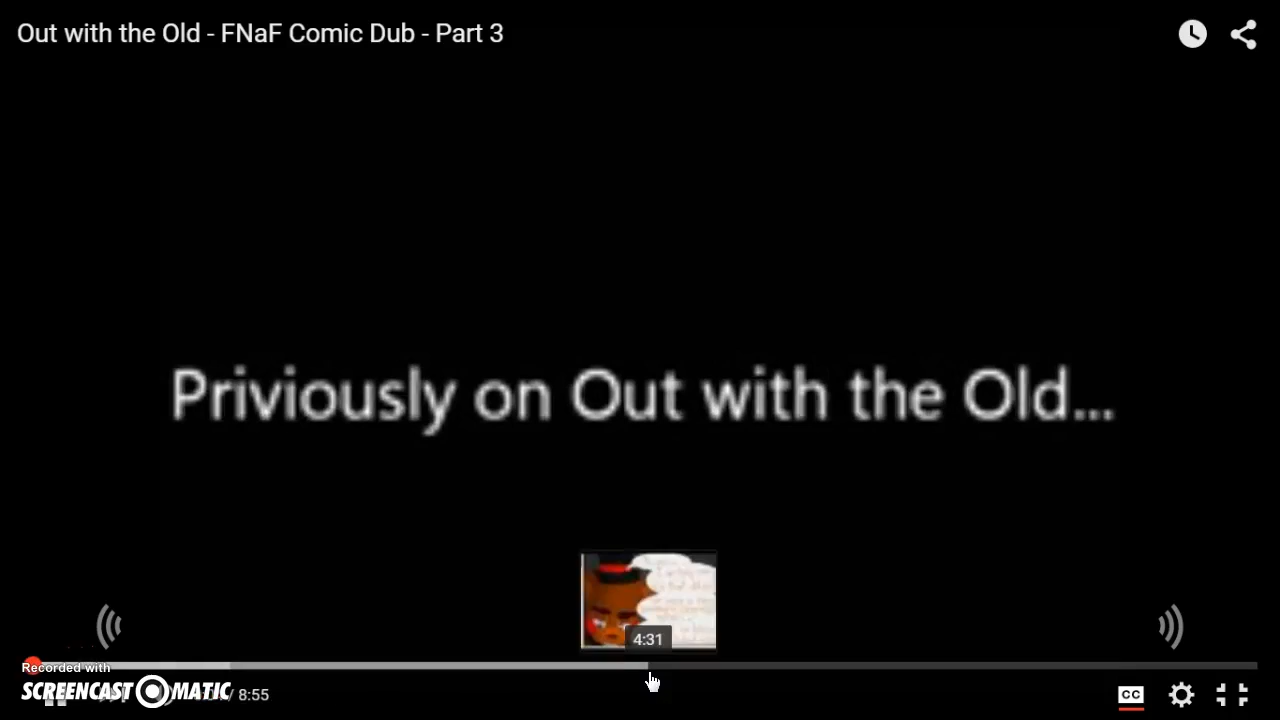 Out with the Old - FNaF Comic Dub - Part 3
Priviously on Out with the Old...
4:31
Recorded with
SCREENCAST MATIC
/ 8:55
CC